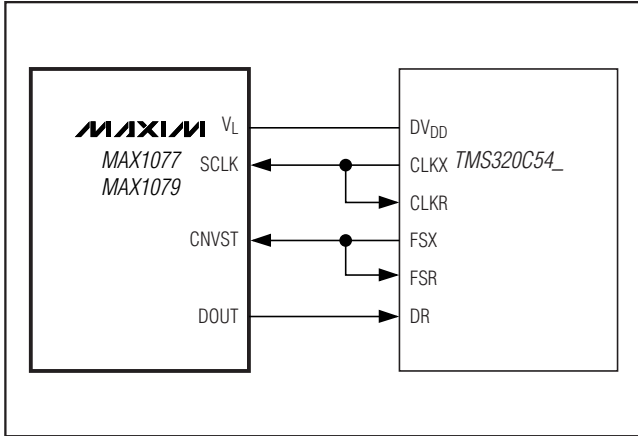 MAXIM
MAX1077
MAX1079
VL
SCLK
CNVST
DOUT
DVDD
CLKX
TMS320C54_
CLKR
FSX
FSR
DR